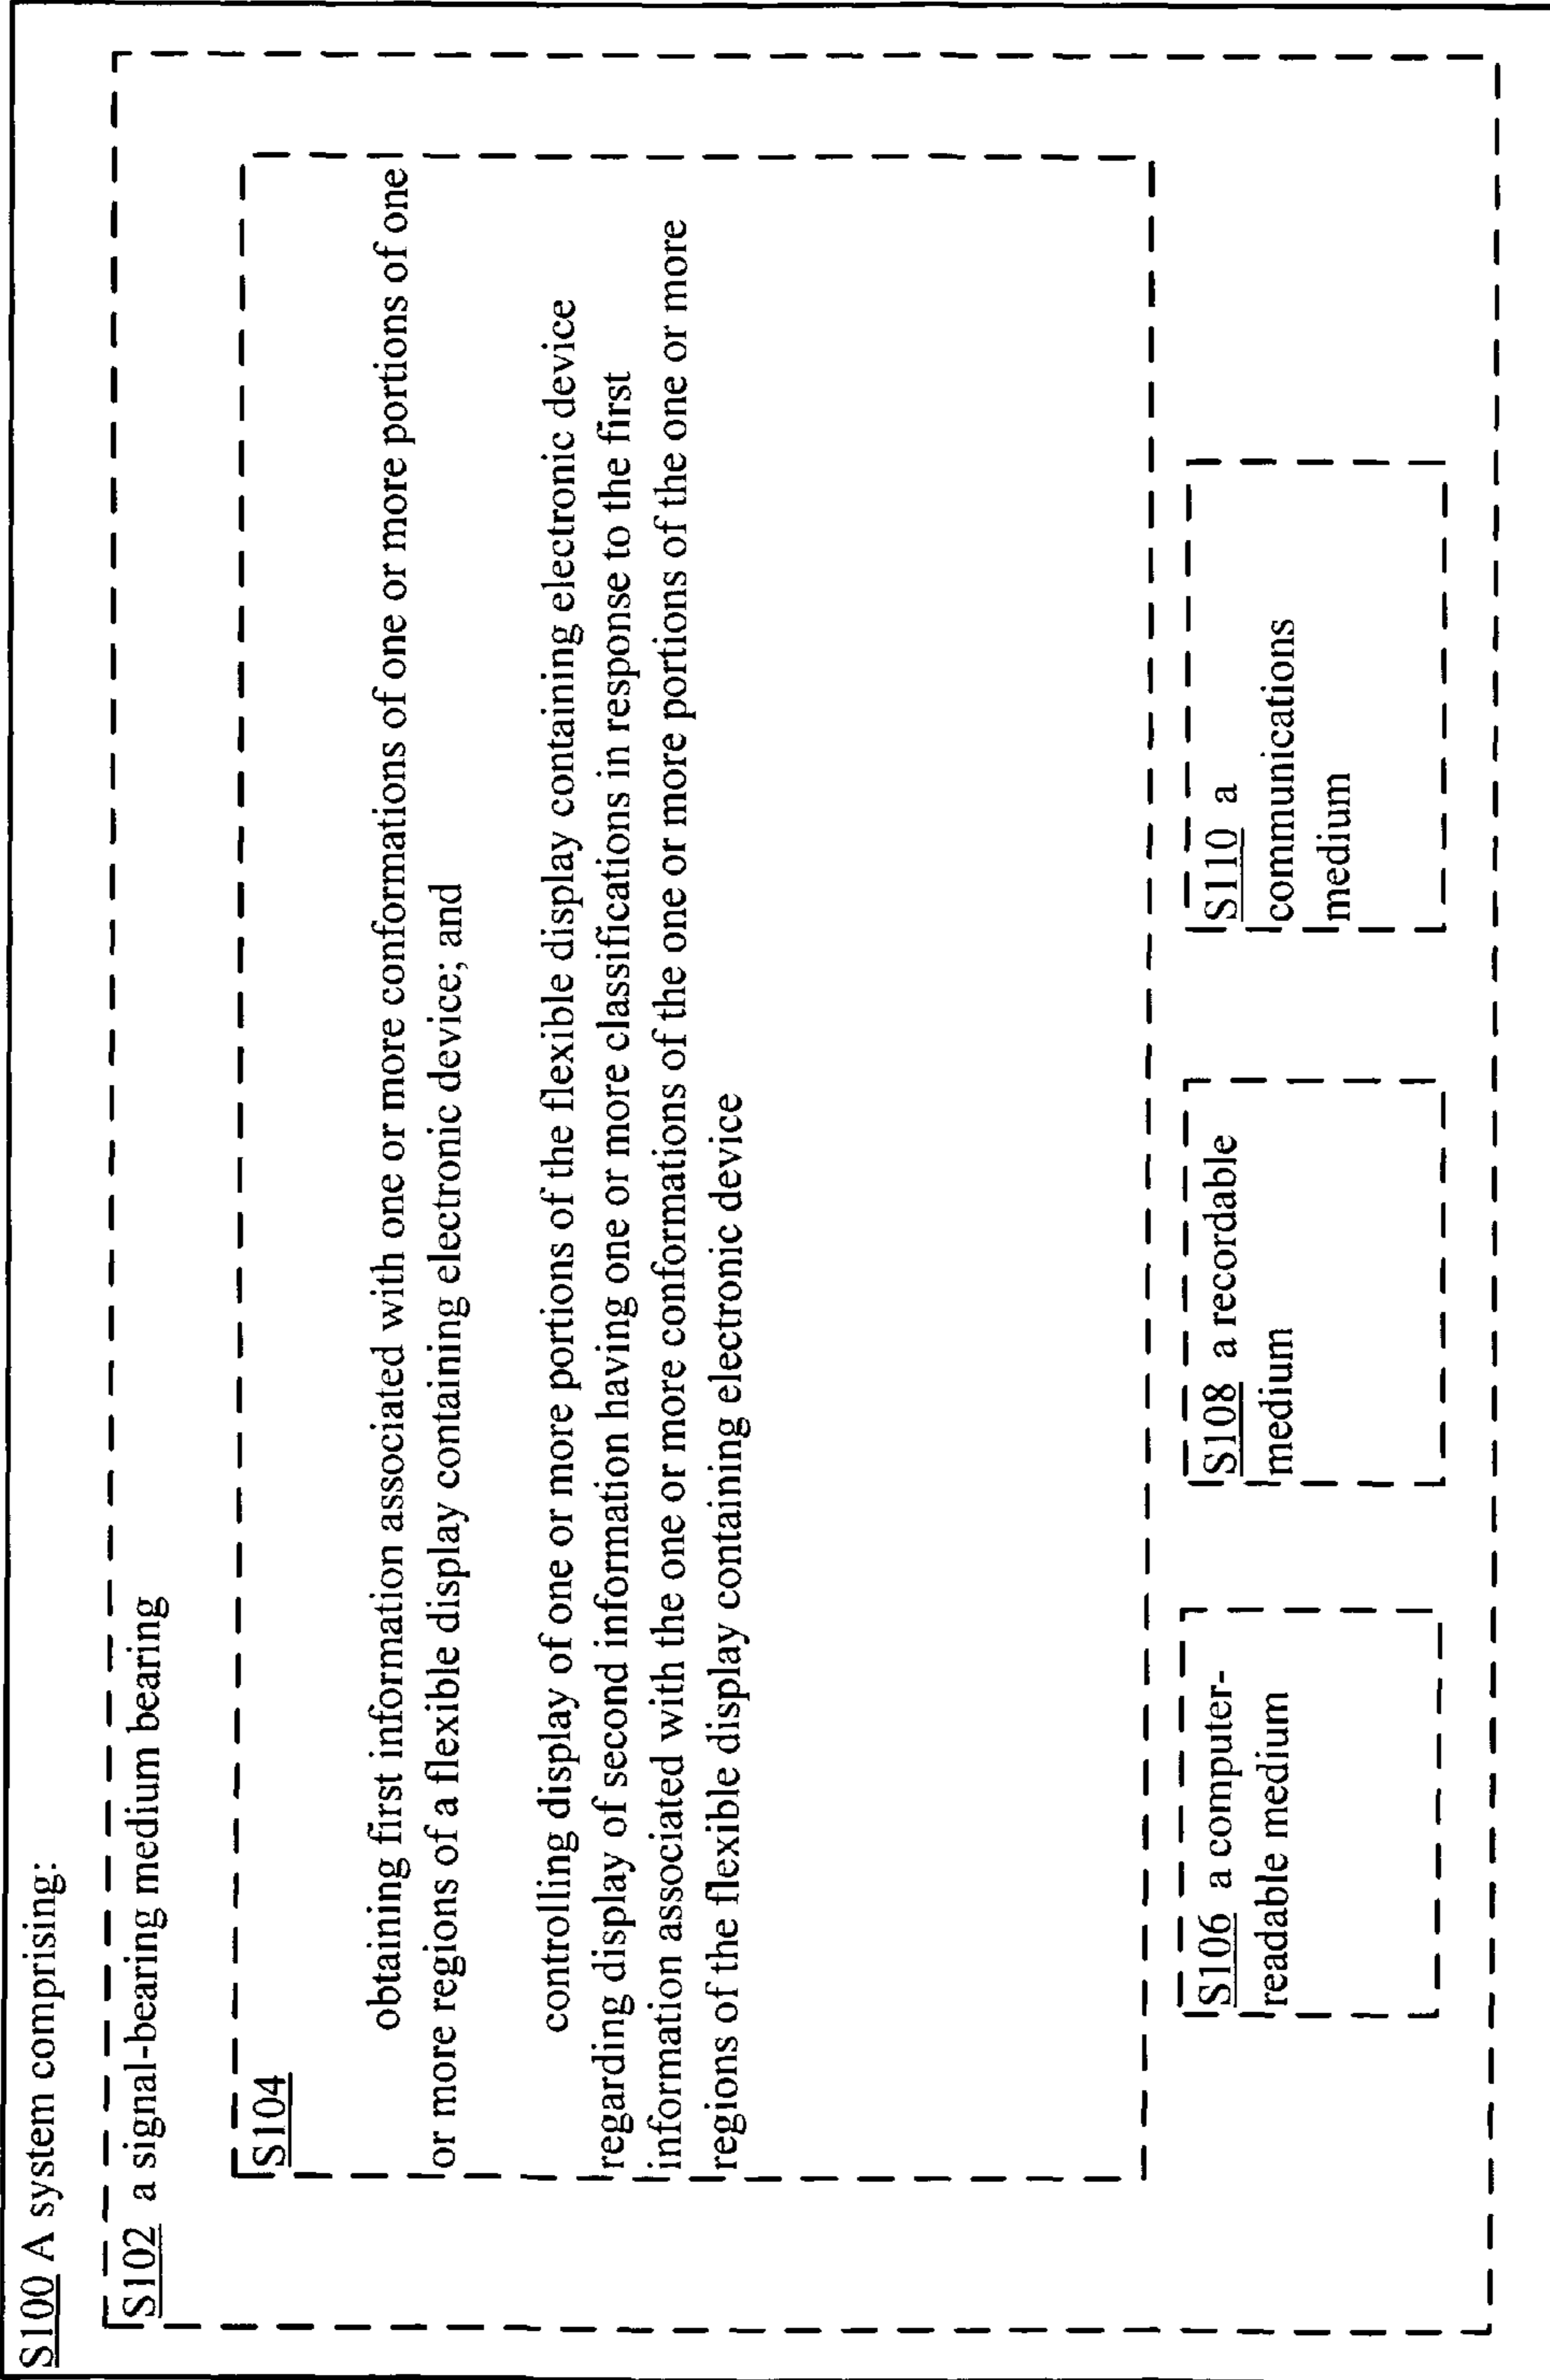 S100 A system comprising:
S102 a signal-bearing medium bearing
S104
obtaining first information associated with one or more conformations of one or more portions of one
or more regions of a flexible display containing electronic device; and
controlling display of one or more portions of the flexible display containing electronic device
regarding display of second information having one or more classifications in response to the first
information associated with the one or more conformations of the one or more portions of the one or more
regions of the flexible display containing electronic device
S106 a computer-
readable medium
S108 a recordable
medium
S110 a
communications
medium